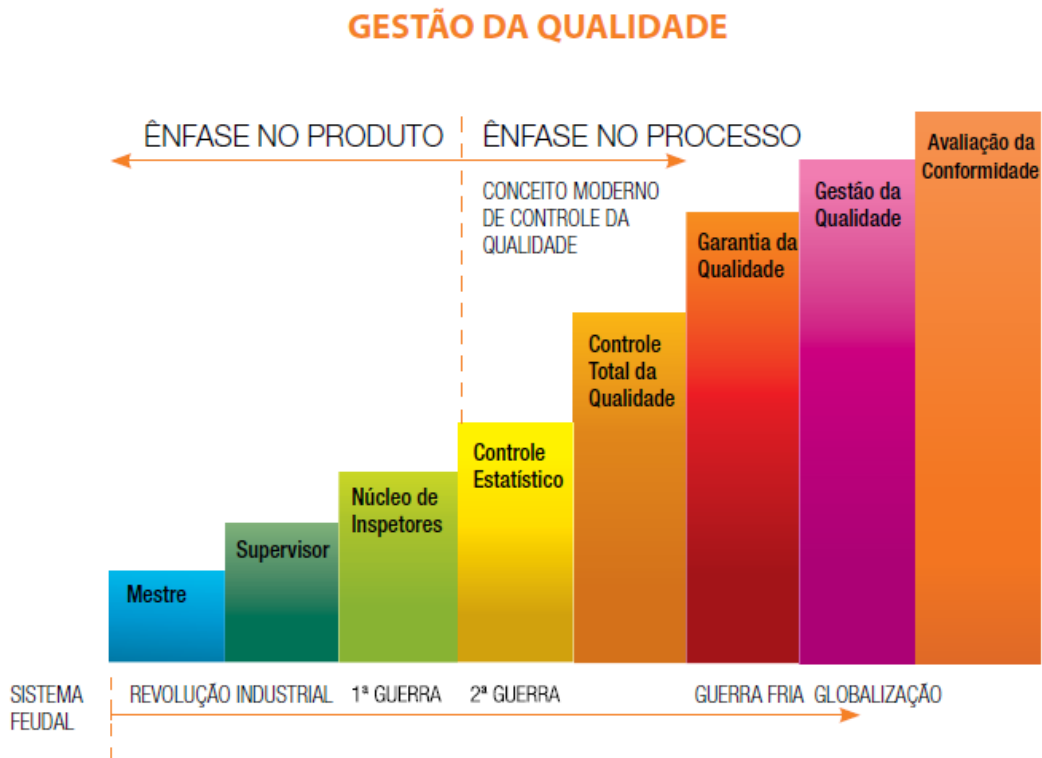 GESTÃO DA QUALIDADE
ÊNFASE NO PRODUTO
ÊNFASE NO PROCESSO
CONCEITO MODERNO
DE CONTROLE DA
QUALIDADE
Mestre
Supervisor
Núcleo de
Inspetores
Controle
Estatístico
Controle
Total da
Qualidade
Garantia da
Qualidade
Gestão da
Qualidade
Avaliação da
Conformidade
SISTEMA
FEUDAL
REVOLUÇÃO INDUSTRIAL
1ª GUERRA
2ª GUERRA
GUERRA FRIA
GLOBALIZAÇÃO